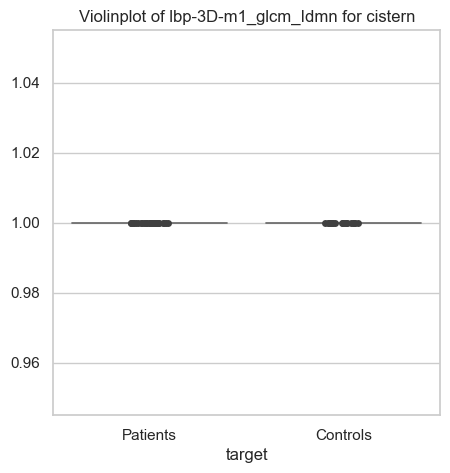 Violinplot of lbp-3D-m1_glcm_Idmn for cistern
1.04
1.02
1.00
0.98
0.96
Patients
Controls
target